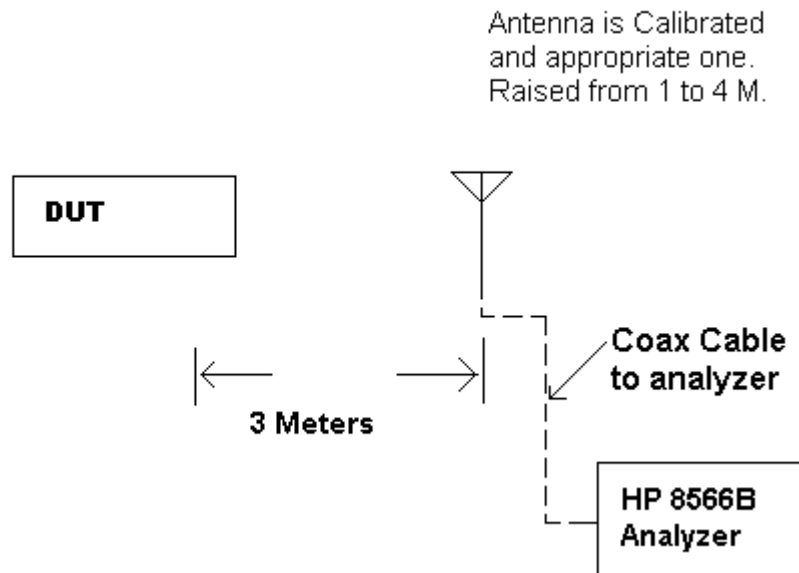 Antenna is Calibrated
and appropriate one.
Raised from 1 to 4 M.
DUT
Coax Cable
to analyzer
3 Meters
HP 8566B
Analyzer